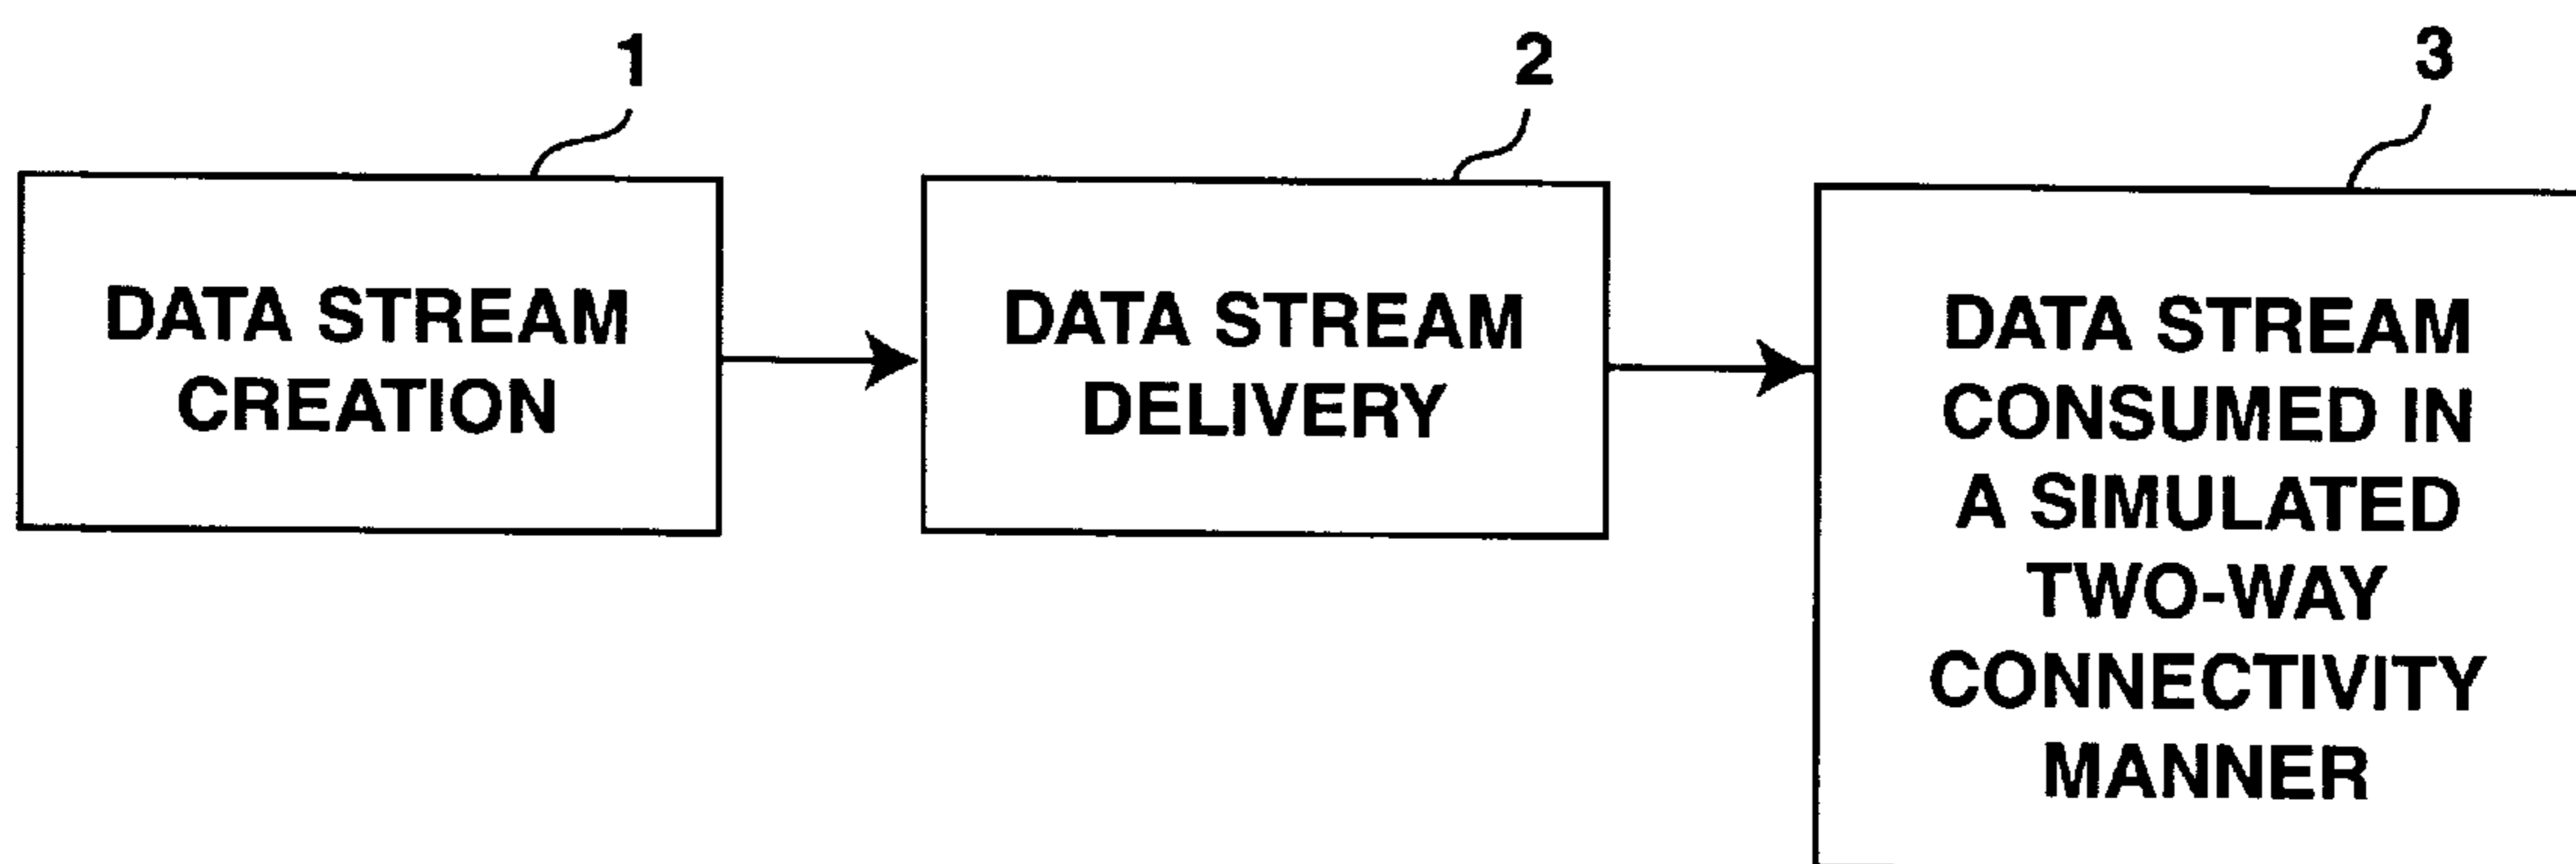 1
2
3
DATA STREAM
CREATION
DATA STREAM
DELIVERY
DATA STREAM
CONSUMED IN
A SIMULATED
TWO-WAY
CONNECTIVITY
MANNER